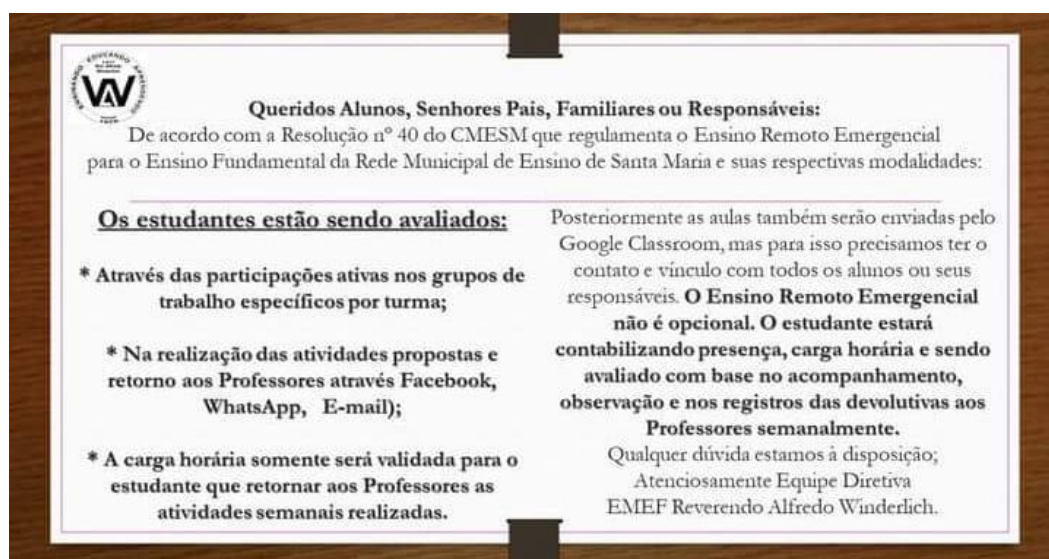 ENSINANDO EDUCANDO APRENDENDO
Queridos Alunos, Senhores Pais, Familiares ou Responsáveis:
De acordo com a Resolução nº 40 do CMESM que regulamenta o Ensino Remoto Emergencial
para o Ensino Fundamental da Rede Municipal de Ensino de Santa Maria e suas respectivas modalidades:
Os estudantes estão sendo avaliados:
* Através das participações ativas nos grupos de
trabalho específicos por turma;
* Na realização das atividades propostas e
retorno aos Professores através Facebook,
WhatsApp, E-mail);
* A carga horária somente será validada para o
estudante que retornar aos Professores as
atividades semanais realizadas.
Posteriormente as aulas também serão enviadas pelo
Google Classroom, mas para isso precisamos ter o
contato e vínculo com todos os alunos ou seus
responsáveis. O Ensino Remoto Emergencial
não é opcional. O estudante estará
contabilizando presença, carga horária e sendo
avaliado com base no acompanhamento,
observação e nos registros das devolutivas aos
Professores semanalmente.
Qualquer dúvida estamos à disposição;
Atenciosamente Equipe Diretiva
EMEF Reverendo Alfredo Winderlich.